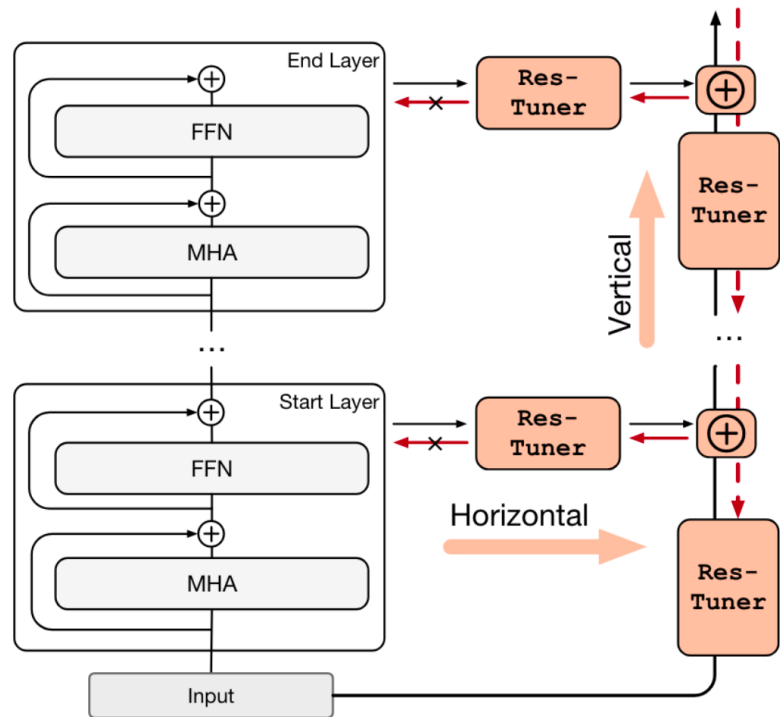 End Layer
FFN
MHA
...
Start Layer
FFN
MHA
Input
Res-
Tuner
Res-
Tuner
Vertical
...
Res-
Tuner
Horizontal
Res-
Tuner